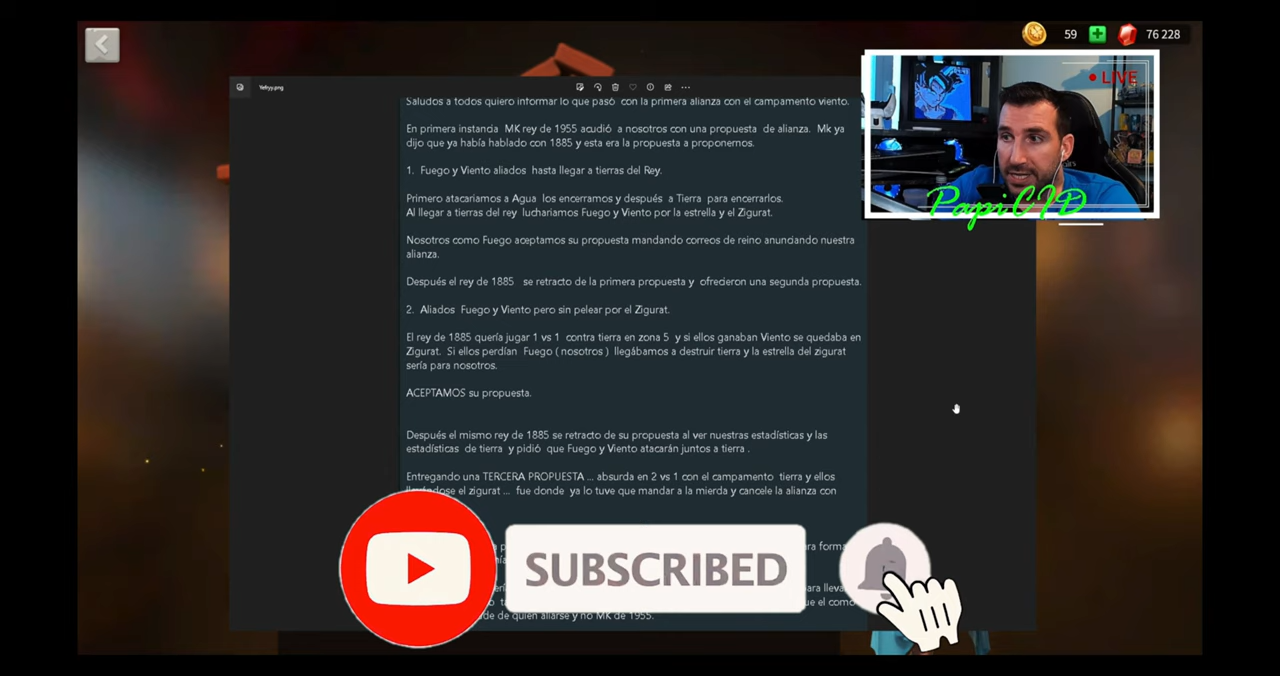 59
76 228
LIVE
PapiCID
Yefryy.png
Saludos a todos quiero informar lo que pasó con la primera alianza con el campamento viento.
En primera instancia MK rey de 1955 acudió a nosotros con una propuesta de alianza. Mk ya
dijo que ya había hablado con 1885 y esta era la propuesta a proponernos.
1. Fuego y Viento aliados hasta llegar a tierras del Rey.
Primero atacariamos a Agua los encerramos y después a Tierra para encerrarlos.
Al llegar a tierras del rey luchariamos Fuego y Viento por la estrella y el Zigurat.
Nosotros como Fuego aceptamos su propuesta mandando correos de reino anunciando nuestra
alianza.
Después el rey de 1885 se retracto de la primera propuesta y ofrecieron una segunda propuesta.
2. Aliados Fuego y Viento pero sin pelear por el Zigurat.
El rey de 1885 quería jugar 1 vs 1 contra tierra en zona 5 y si ellos ganaban Viento se quedaba en
Zigurat. Si ellos perdían Fuego ( nosotros ) llegábamos a destruir tierra y la estrella del zigurat
sería para nosotros.
ACEPTAMOS su propuesta.
Después el mismo rey de 1885 se retracto de su propuesta al ver nuestras estadísticas y las
estadísticas de tierra y pidió que Fuego y Viento atacarán juntos a tierra .
Entregando una TERCERA PROPUESTA ... absurda en 2 vs 1 con el campamento tierra y ellos
llevándose el zigurat ... fue donde ya lo tuve que mandar a la mierda y cancele la alianza con
SUBSCRIBED
el como
de de quien aliarse y no MK de 1955.